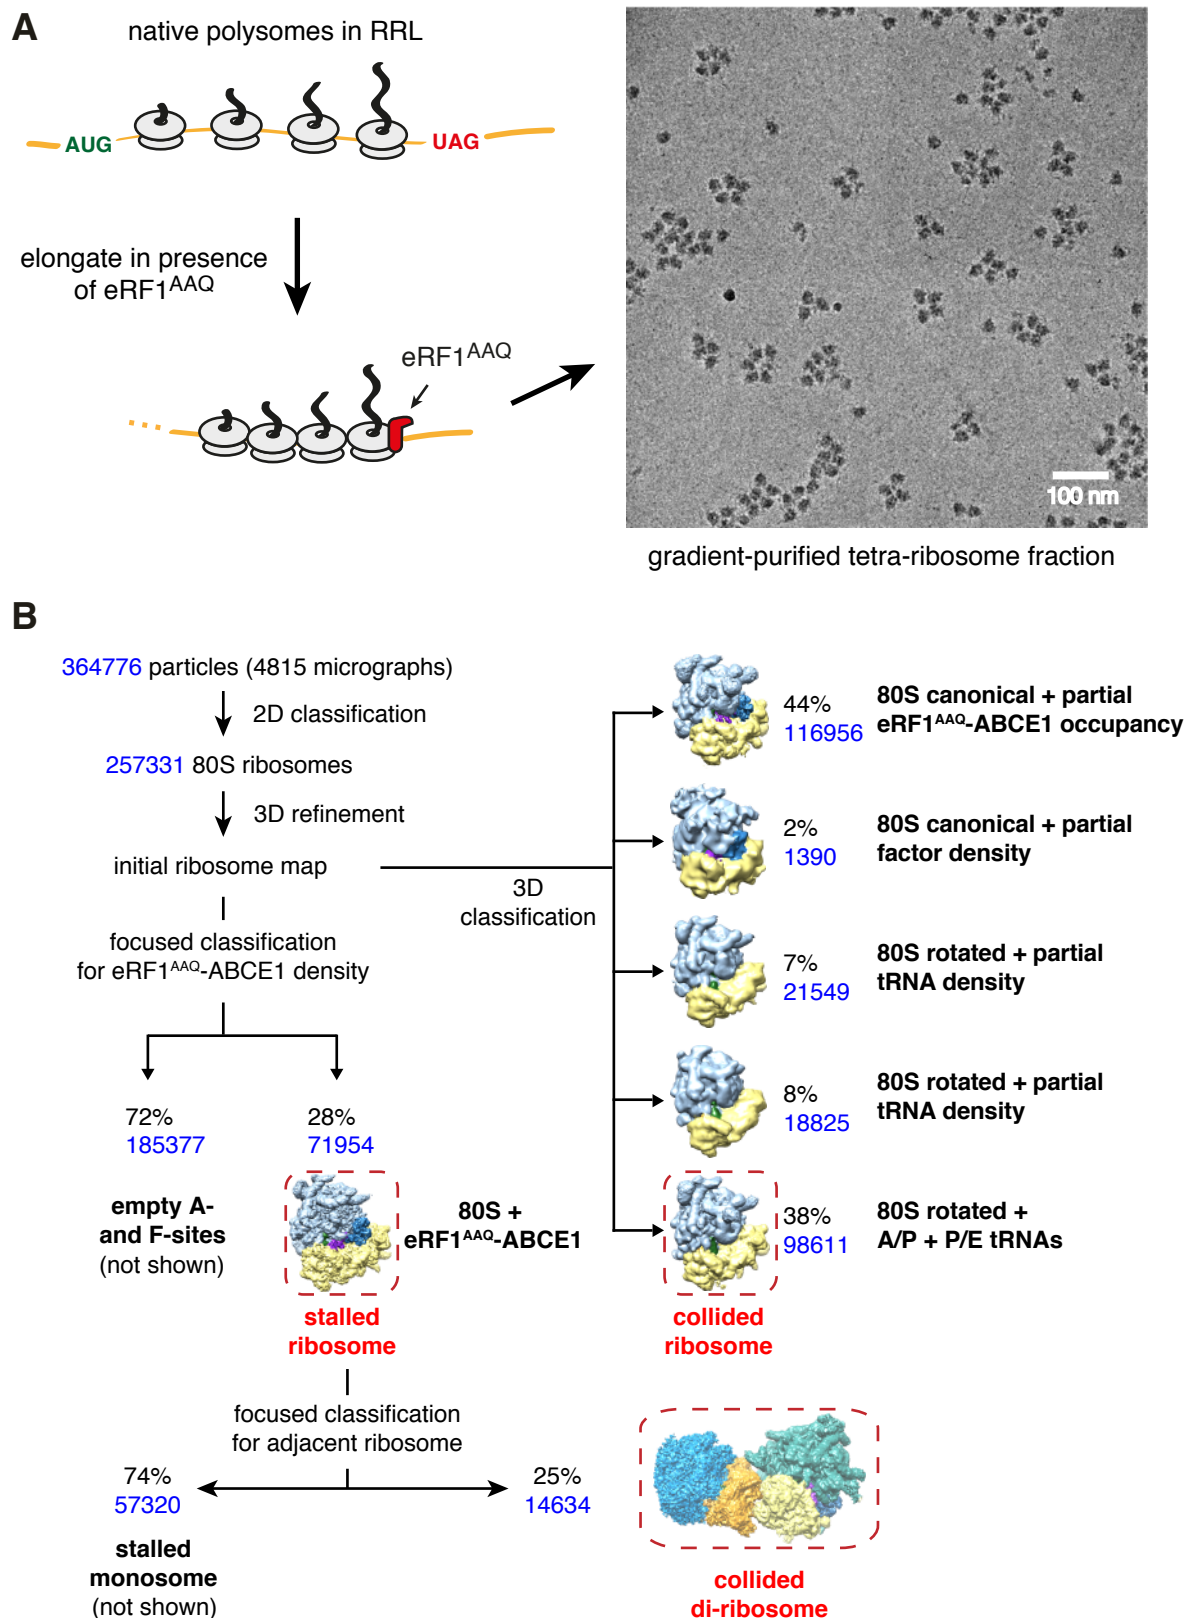 A
native polysomes in RRL
AUG
UAG
elongate in presence
of eRF1AAQ
eRF1AAQ
100 nm
gradient-purified tetra-ribosome fraction
B
364776 particles (4815 micrographs)
2D classification
257331 80S ribosomes
3D refinement
initial ribosome map
3D
classification
focused classification
for eRF1AAQ-ABCE1 density
72%
185377
empty A-
and F-sites
(not shown)
28%
71954
80S +
eRF1AAQ-ABCE1
stalled
ribosome
44%
116956
80S canonical + partial
eRF1AAQ-ABCE1 occupancy
2%
1390
80S canonical + partial
factor density
7%
21549
80S rotated + partial
tRNA density
8%
18825
80S rotated + partial
tRNA density
38%
98611
80S rotated +
A/P + P/E tRNAs
collided
ribosome
focused classification
for adjacent ribosome
74%
57320
stalled
monosome
(not shown)
25%
14634
collided
di-ribosome